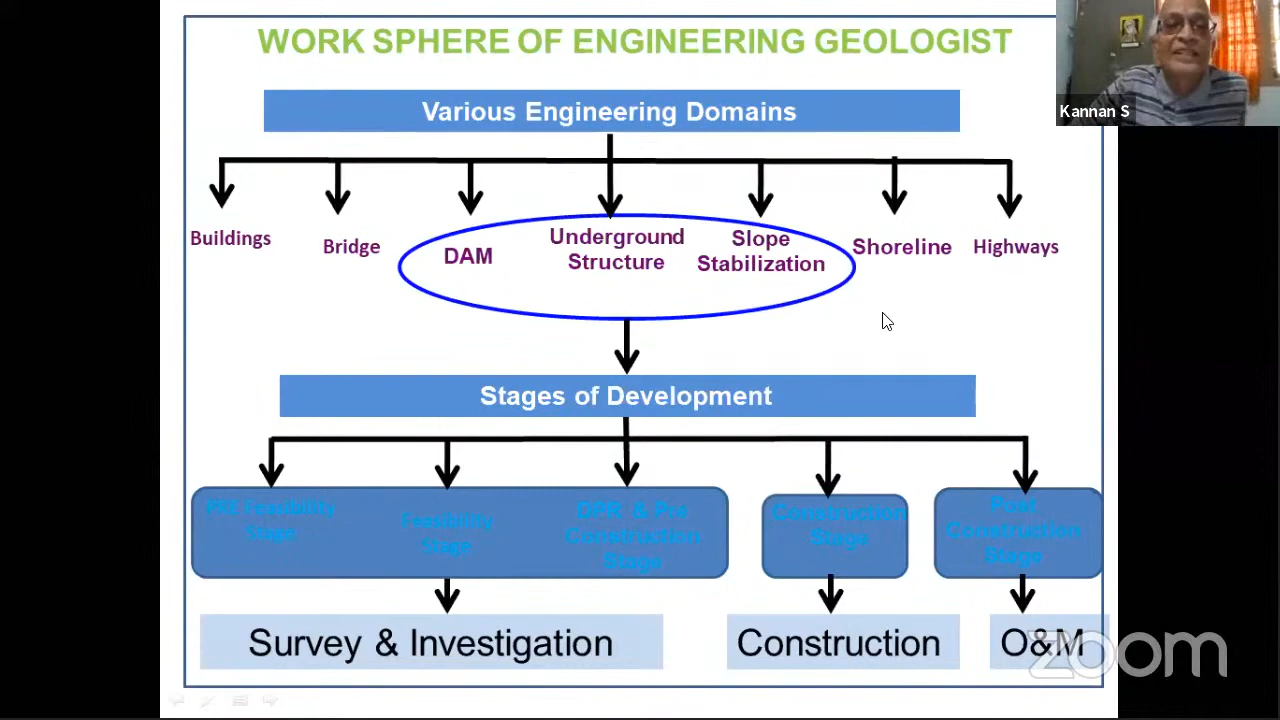 WORK SPHERE OF ENGINEERING GEOLOGIST
Kannan S
Various Engineering Domains
Buildings
Bridge
DAM
Underground
Structure
Slope
Stabilization
Shoreline
Highways
Stages of Development
PRE Feasibility
Stage
Feasibility
Stage
DPR & Pre
Construction
Stage
Construction
Stage
Post
Construction
Stage
Survey & Investigation
Construction
O&M
zoom